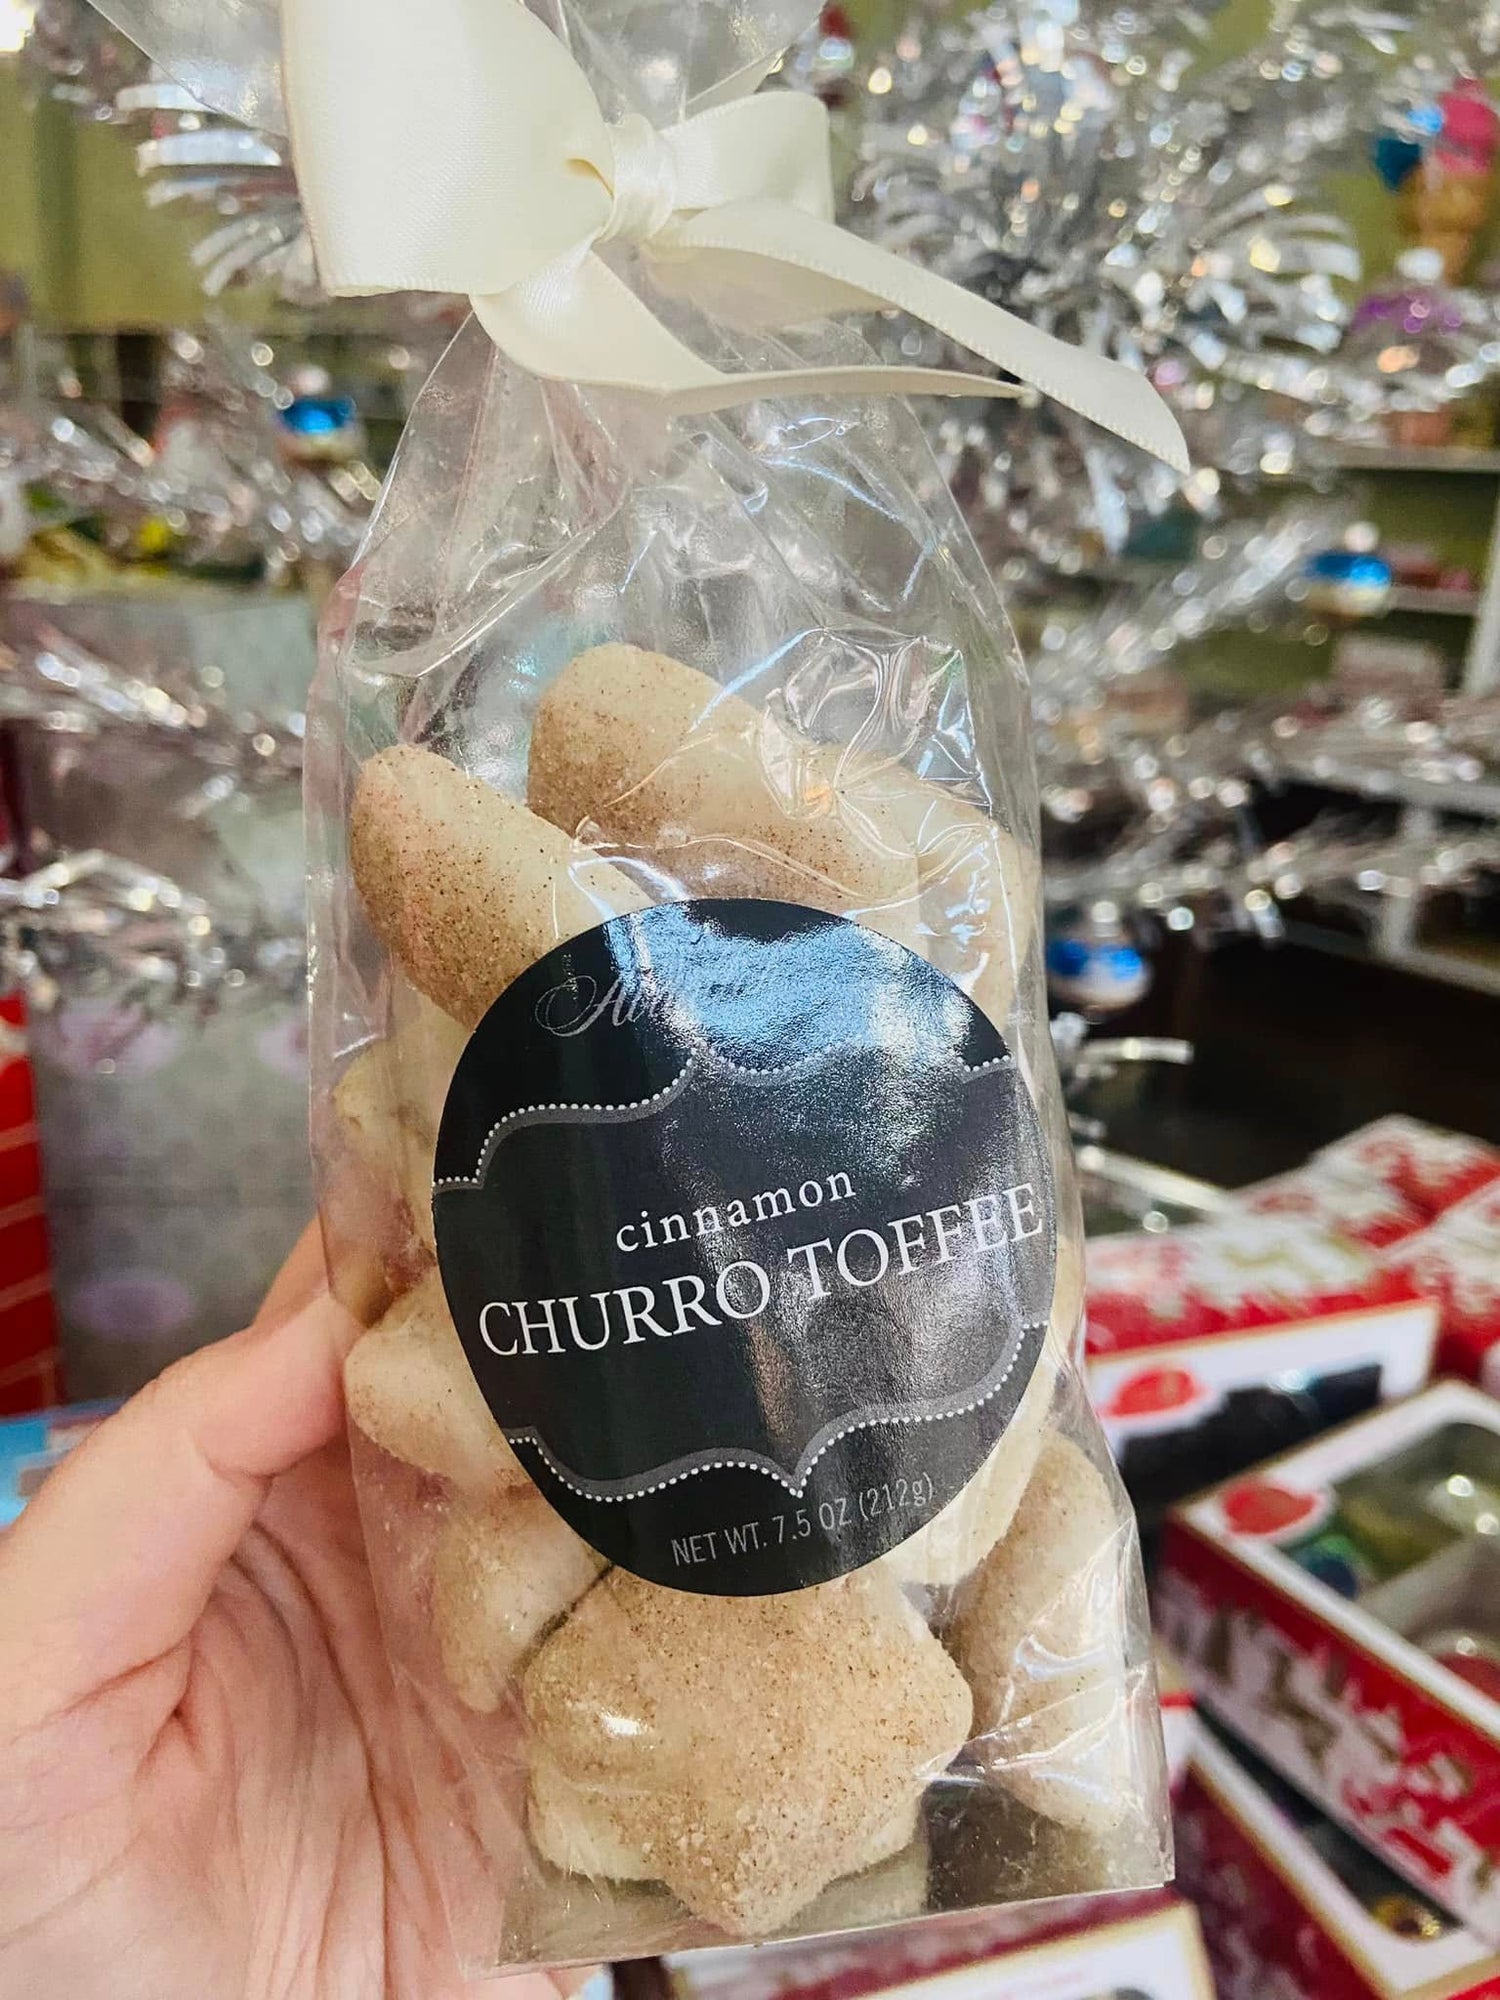 cinnamon
CHURRO TOFFEE
NET WT. 7.5 OZ (212g)